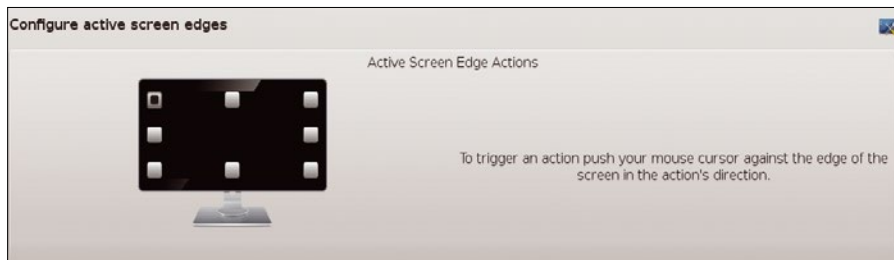 Configure active screen edges
Active Screen Edge Actions
To trigger an action push your mouse cursor against the edge of the
screen in the action's direction.